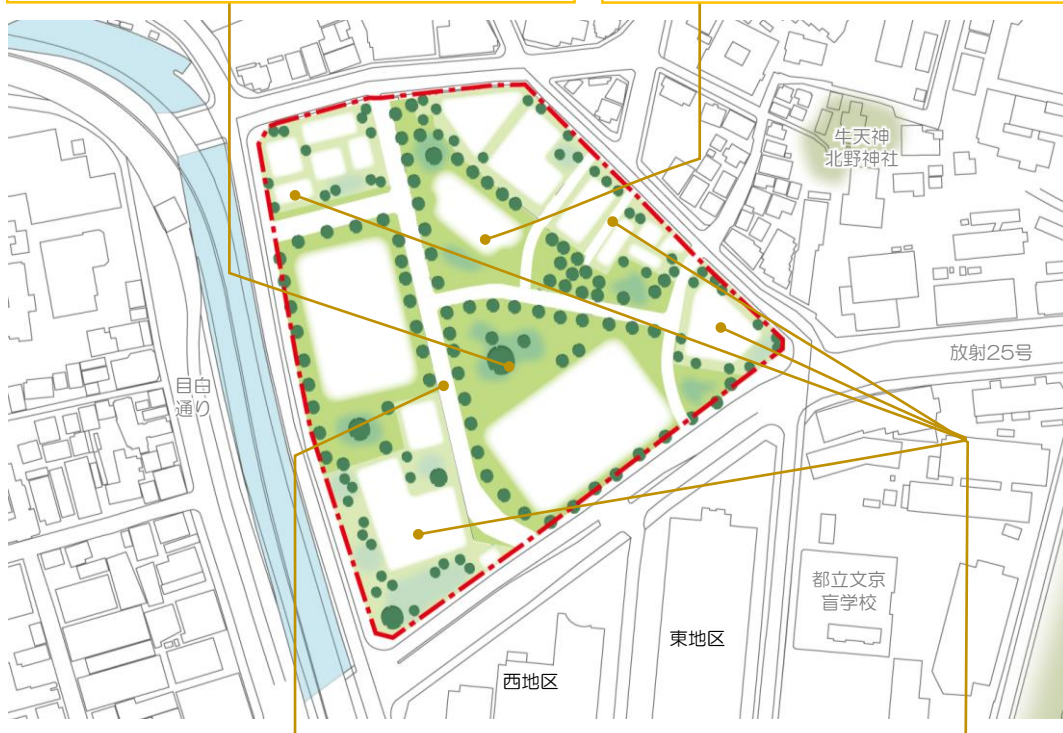 牛天神
北野神社
放射25号
目白
通り
都立文京
盲学校
東地区
西地区